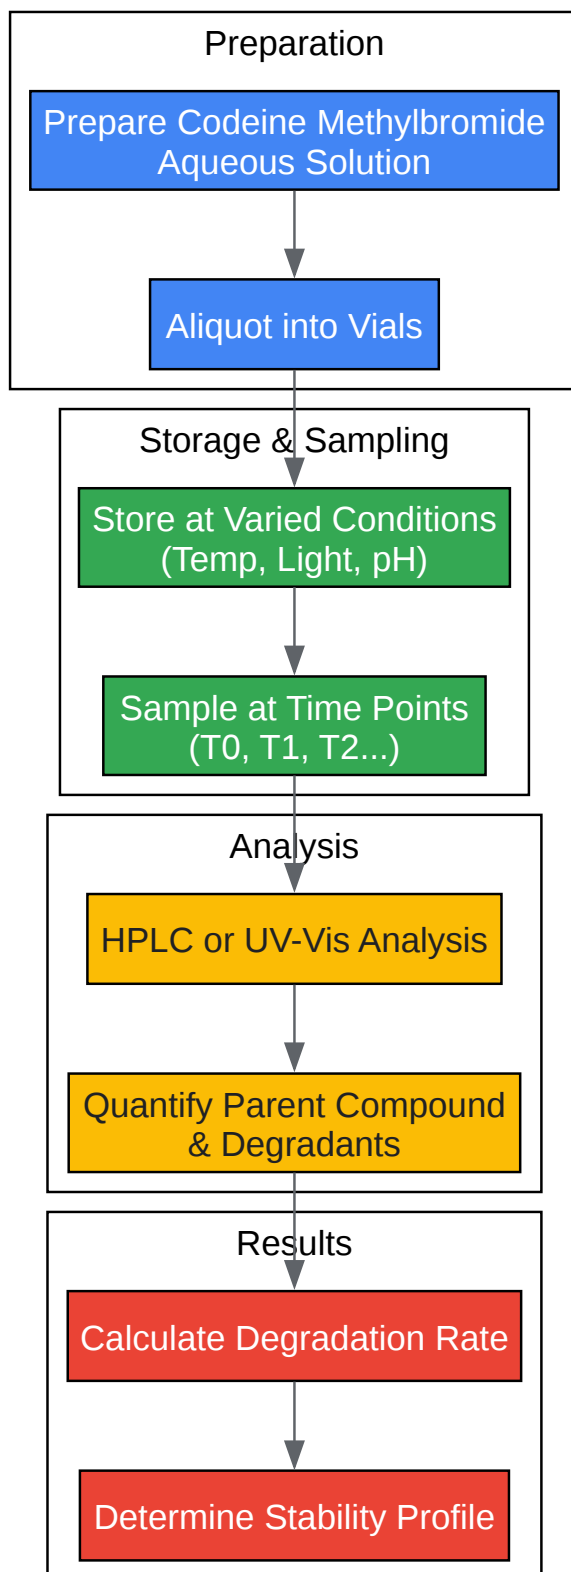 Preparation
Prepare Codeine Methylbromide
Aqueous Solution
Aliquot into Vials
Storage & Sampling
Store at Varied Conditions
(Temp, Light, pH)
Sample at Time Points
(T0, T1, T2...)
Analysis
HPLC or UV-Vis Analysis
Quantify Parent Compound
& Degradants
Results
Calculate Degradation Rate
Determine Stability Profile